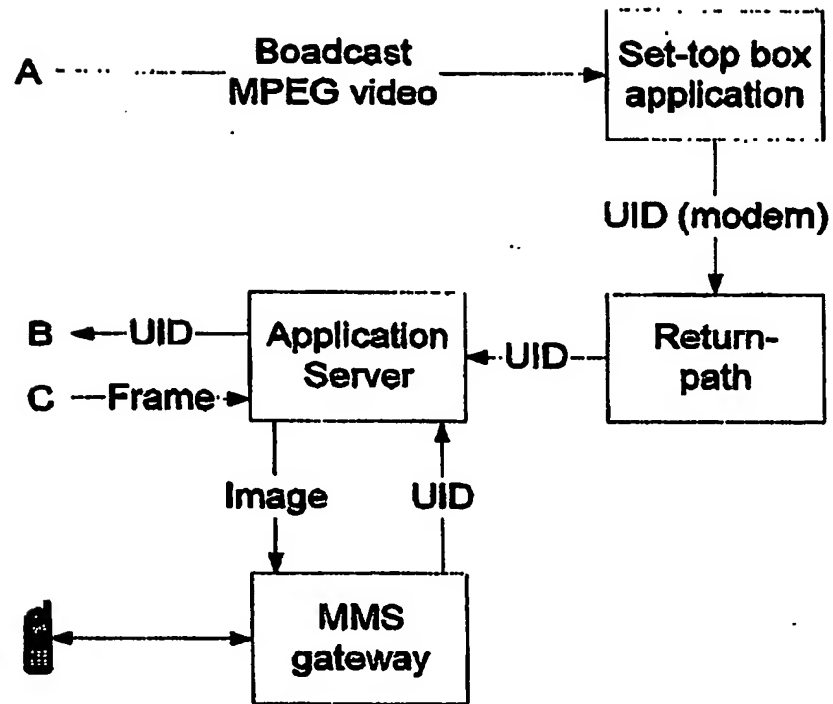 A
Boadcast
MPEG video
Set-top box
application
UID (modem)
B
UID
Application
Server
UID
Return-
path
C
Frame
Image
UID
MMS
gateway